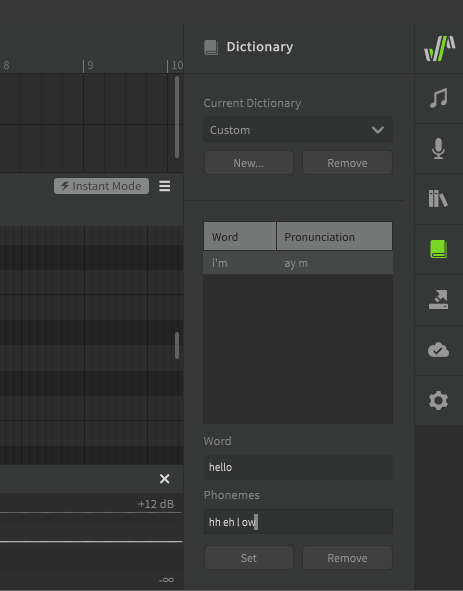 8
9
10
Instant Mode
+12 dB
-∞
Dictionary
Current Dictionary
Custom
New... Remove
Word Pronunciation
i'm ay m
Word
hello
Phonemes
hh eh l ow
Set Remove